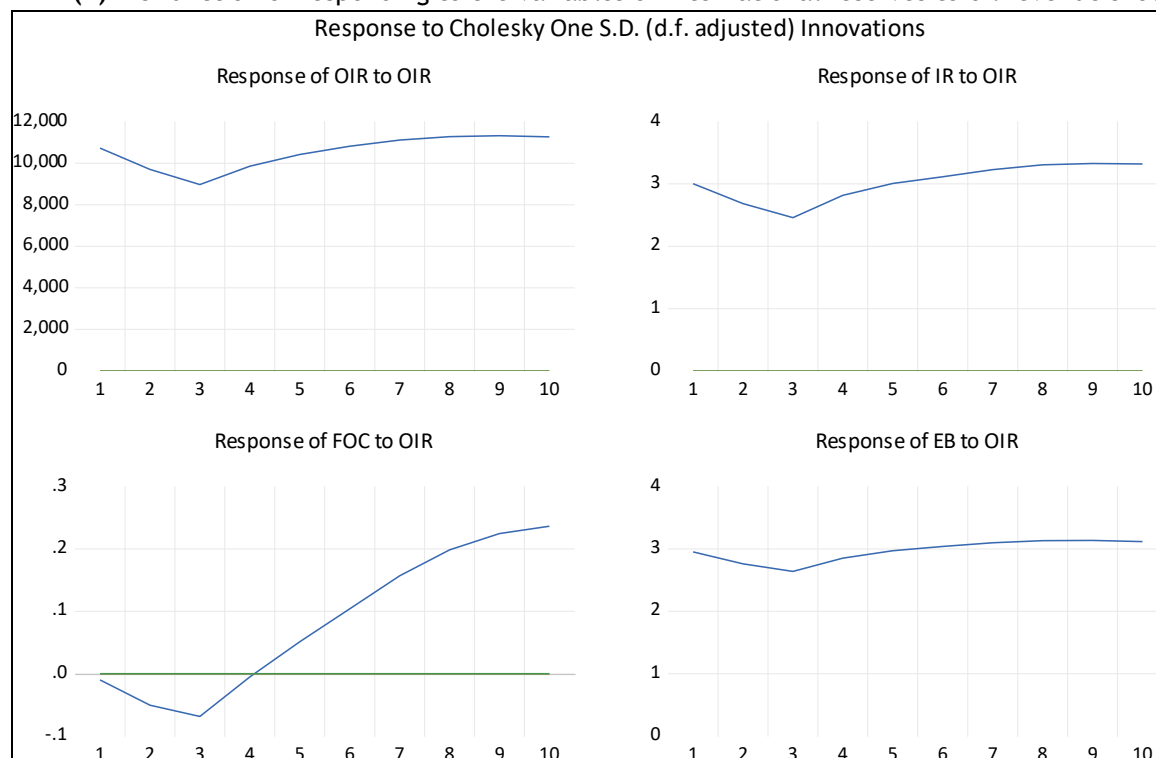 Response to Cholesky One S.D. (d.f. adjusted) Innovations
Response of OIR to OIR
12,000
10,000
8,000
6,000
4,000
2,000
0
1 2 3 4 5 6 7 8 9 10
Response of IR to OIR
4
3
2
1
0
1 2 3 4 5 6 7 8 9 10
Response of FOC to OIR
.3
.2
.1
.0
-.1
1 2 3 4 5 6 7 8 9 10
Response of EB to OIR
4
3
2
1
0
1 2 3 4 5 6 7 8 9 10